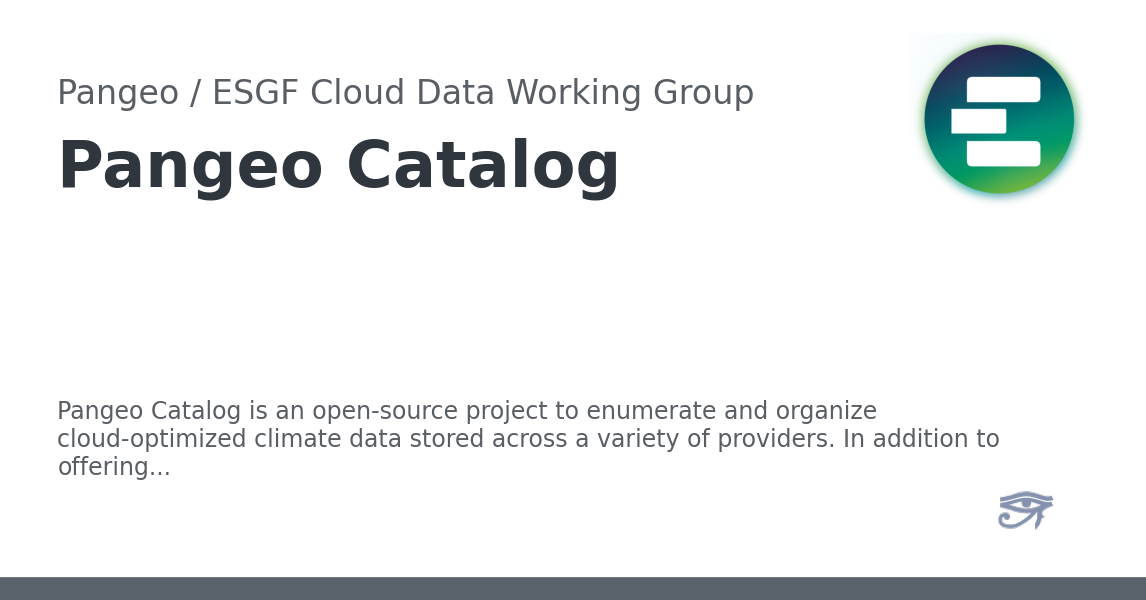 Pangeo / ESGF Cloud Data Working Group
Pangeo Catalog
Pangeo Catalog is an open-source project to enumerate and organize
cloud-optimized climate data stored across a variety of providers. In addition to
offering...